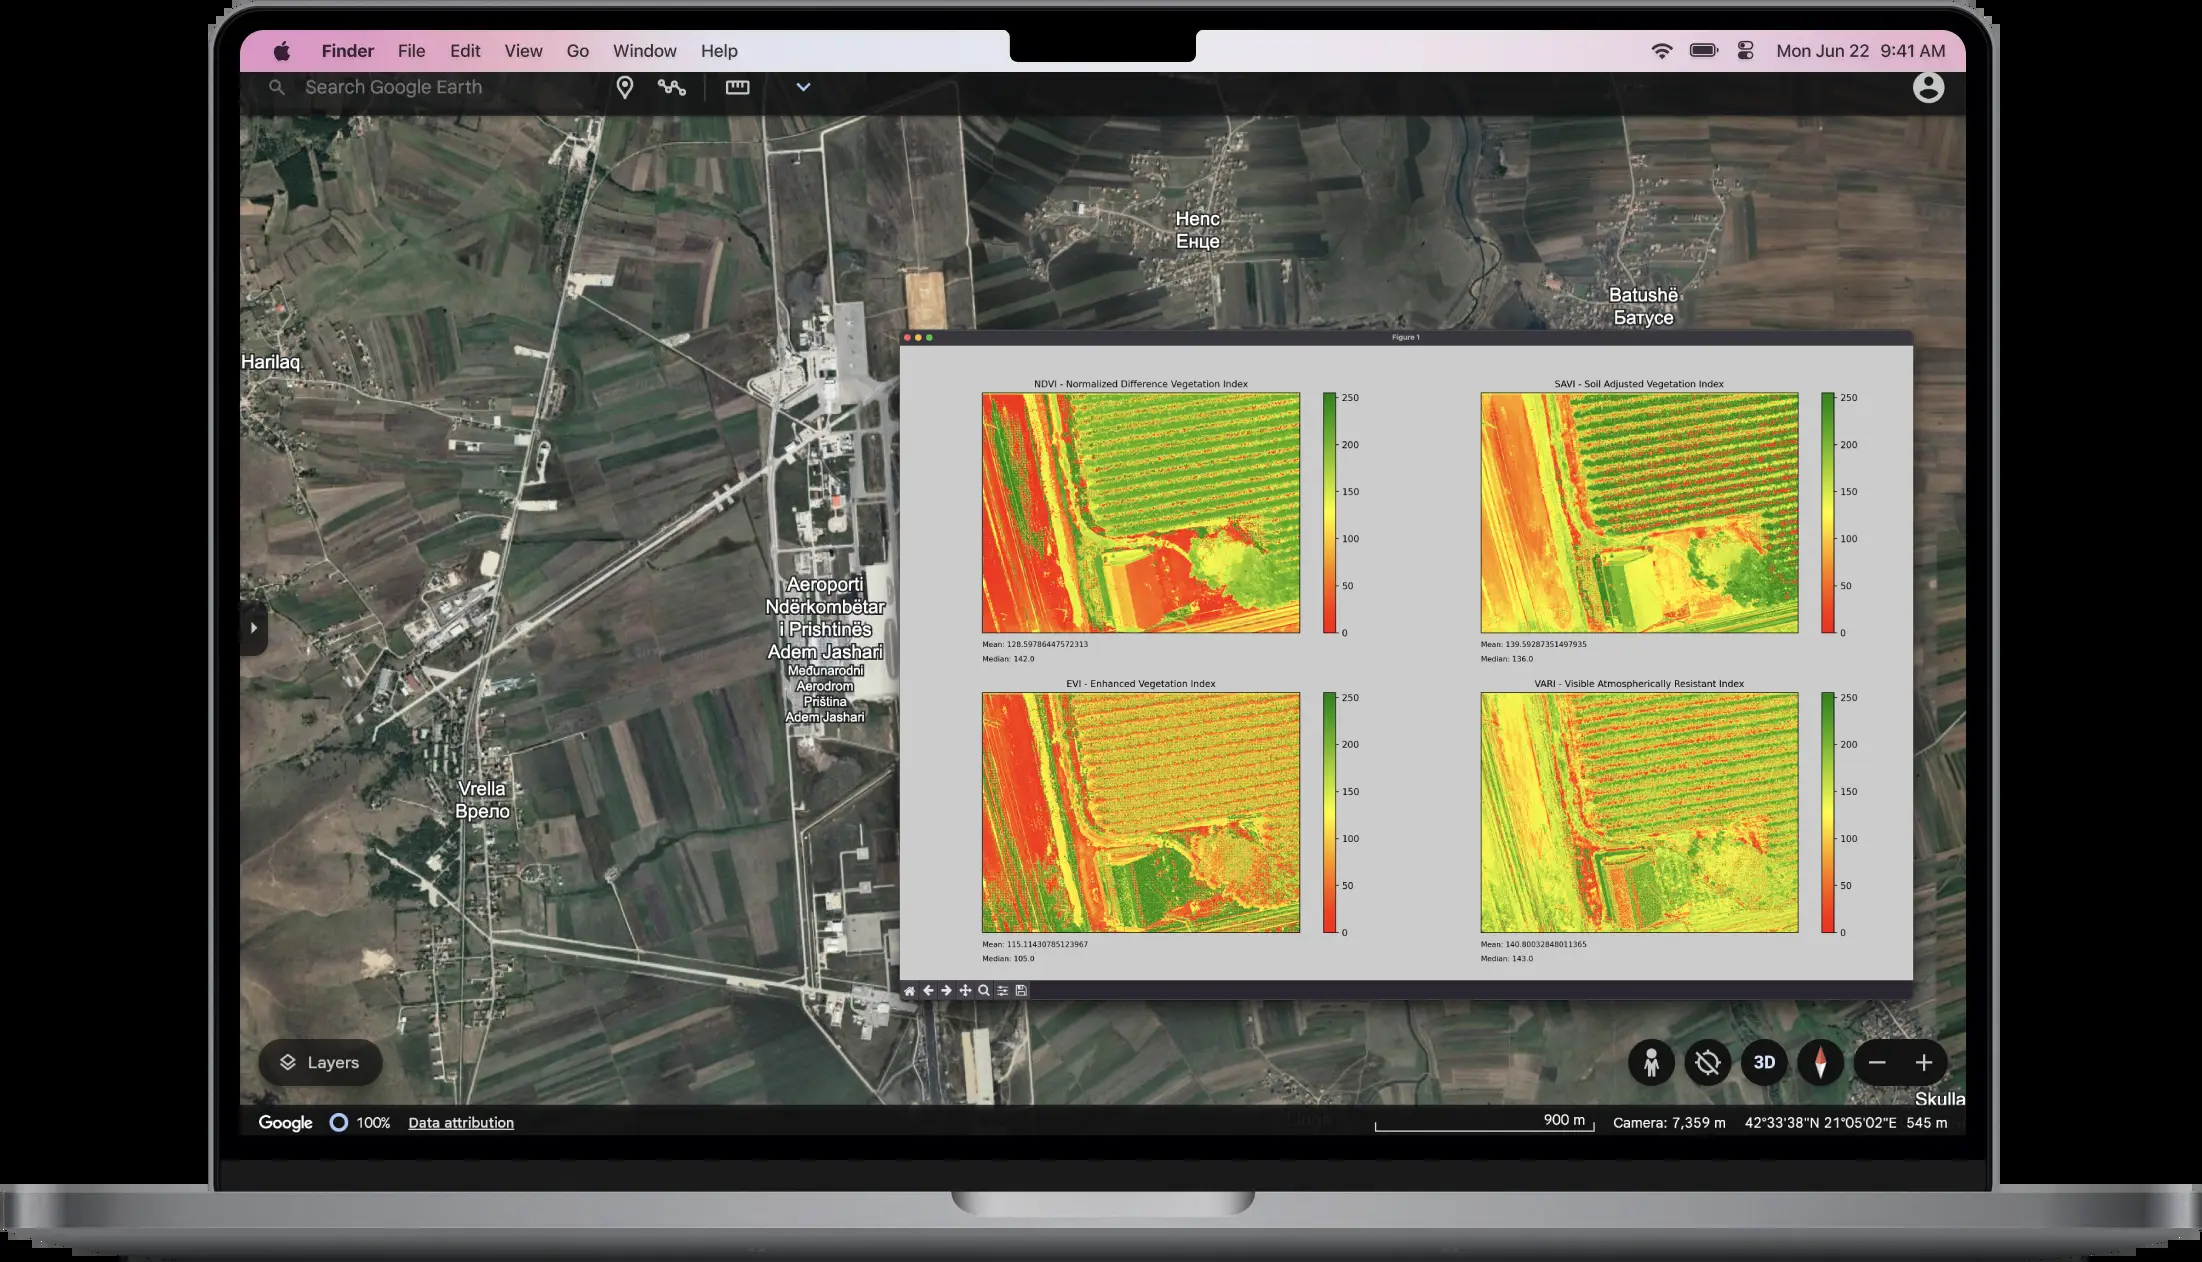 Finder File Edit View Go Window Help
Mon Jun 22 9:41 AM
Search Google Earth
Henc
Енце
Batushë
Батусе
Harilaq
Aeroporti
Ndërkombëtar
i Prishtinës
Adem Jashari
Međunarodni
Aerodrom
Priština
Adem Jashari
Vrella
Врело
Figure 1
NDVI - Normalized Difference Vegetation Index
250
200
150
100
50
0
Mean: 128.59786447572313
Median: 142.0
SAVI - Soil Adjusted Vegetation Index
250
200
150
100
50
0
Mean: 139.59287351497935
Median: 136.0
EVI - Enhanced Vegetation Index
250
200
150
100
50
0
Mean: 115.11430785123967
Median: 105.0
VARI - Visible Atmospherically Resistant Index
250
200
150
100
50
0
Mean: 140.80032848011365
Median: 143.0
Layers
3D
Skulla
Google 100% Data attribution
900 m Camera: 7,359 m 42°33'38"N 21°05'02"E 545 m